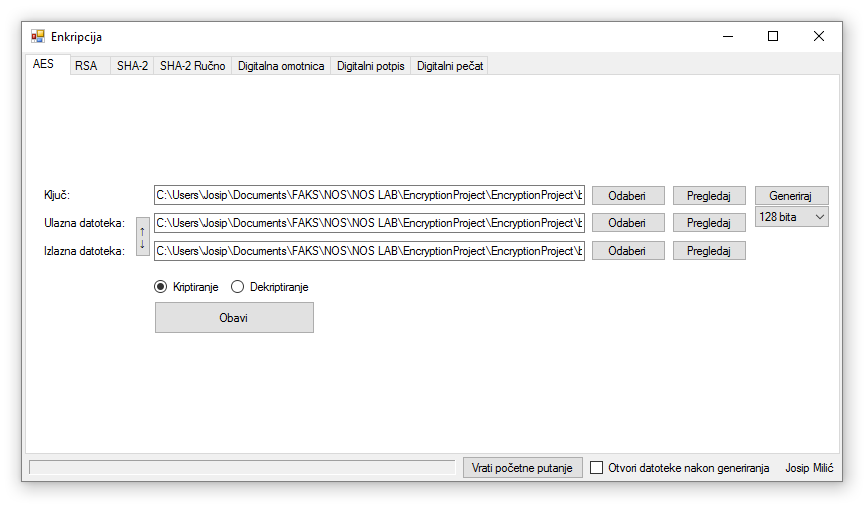 Enkripcija
AES RSA SHA-2 SHA-2 Ručno Digitalna omotnica Digitalni potpis Digitalni pečat
Ključ: C:\Users\Josip\Documents\FAKS\NOS\NOS LAB\EncryptionProject\EncryptionProject\b Odaberi Pregledaj Generiraj
Ulazna datoteka: C:\Users\Josip\Documents\FAKS\NOS\NOS LAB\EncryptionProject\EncryptionProject\b Odaberi Pregledaj 128 bita
↑
↓
Izlazna datoteka: C:\Users\Josip\Documents\FAKS\NOS\NOS LAB\EncryptionProject\EncryptionProject\b Odaberi Pregledaj
Kriptiranje Dekriptiranje
Obavi
Vrati početne putanje Otvori datoteke nakon generiranja Josip Milić